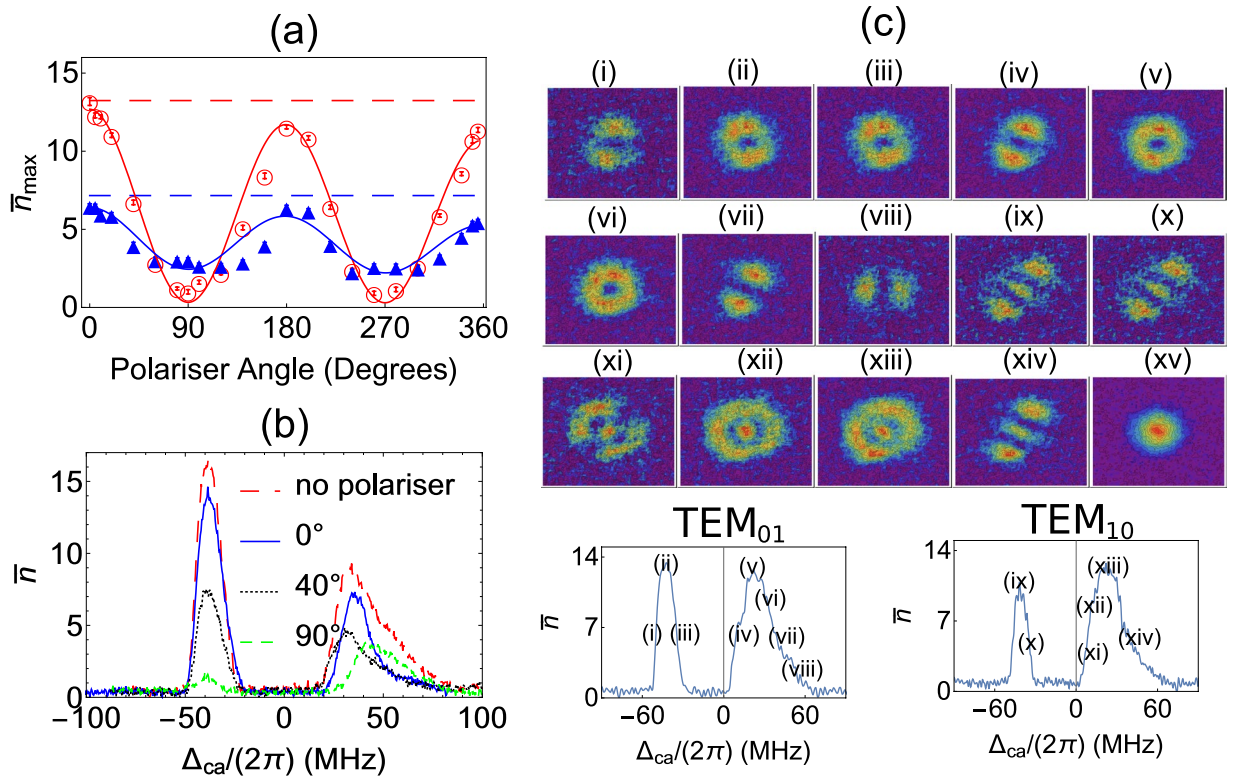 (a)
15
10
5
0
n̅max
0 90 180 270 360
Polariser Angle (Degrees)
(b)
15
10
5
0
n̅
no polariser
0°
40°
90°
−100 −50 0 50 100
Δca/(2π) (MHz)
(c)
(i) (ii) (iii) (iv) (v)
(vi) (vii) (viii) (ix) (x)
(xi) (xii) (xiii) (xiv) (xv)
TEM01
14
7
0
n̅
(ii) (v)
(vi)
(i) (iii) (iv) (vii)
(viii)
−60 0 60
Δca/(2π) (MHz)
TEM10
14
7
0
n̅
(ix) (xiii)
(xii)
(x) (xi) (xiv)
−60 0 60
Δca/(2π) (MHz)